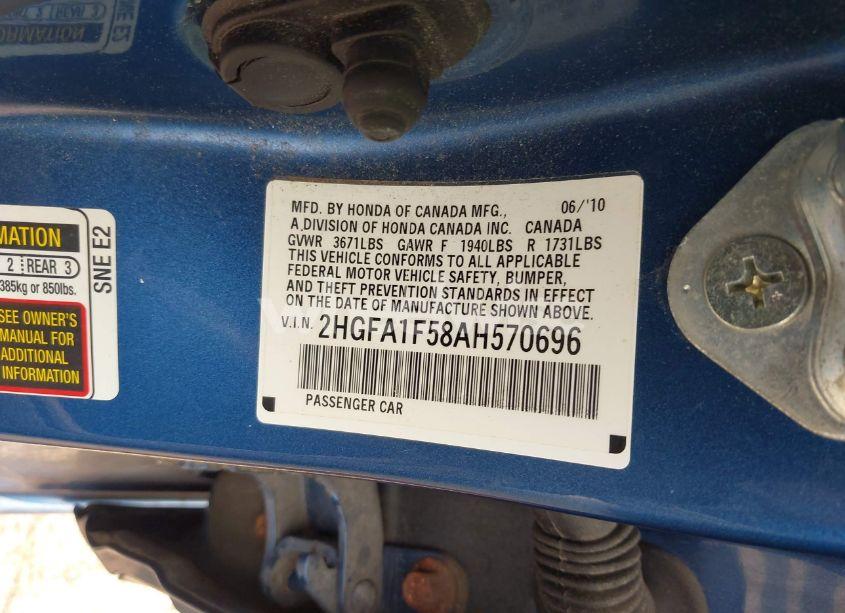 MFD. BY HONDA OF CANADA MFG., 06/'10
A DIVISION OF HONDA CANADA INC. CANADA
GVWR 3671LBS GAWR F 1940LBS R 1731LBS
THIS VEHICLE CONFORMS TO ALL APPLICABLE
FEDERAL MOTOR VEHICLE SAFETY, BUMPER,
AND THEFT PREVENTION STANDARDS IN EFFECT
ON THE DATE OF MANUFACTURE SHOWN ABOVE.
V.I.N. 2HGFA1F58AH570696
PASSENGER CAR
MATION
2 REAR 3
385kg or 850lbs.
SEE OWNER'S
MANUAL FOR
ADDITIONAL
INFORMATION
SNE E2